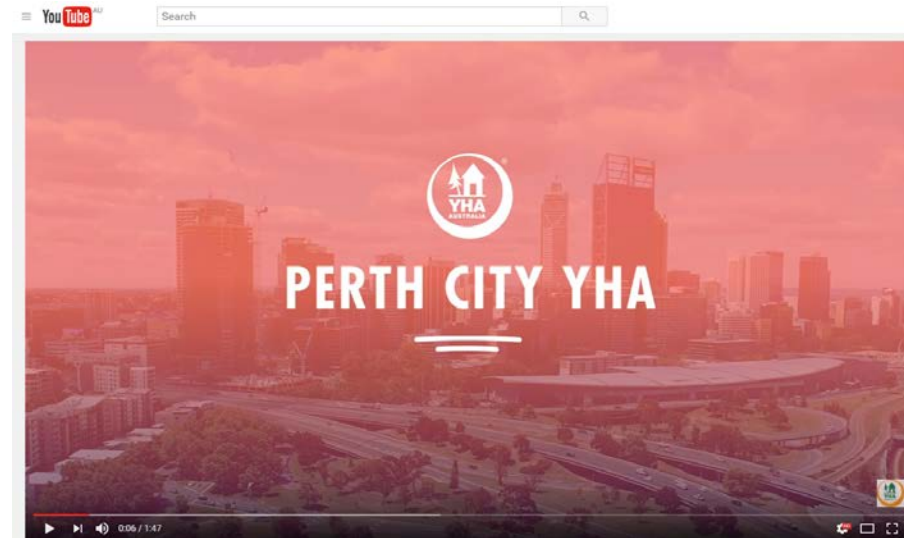 You Tube AU
Search
YHA
AUSTRALIA
®
PERTH CITY YHA
0:06 / 1:47